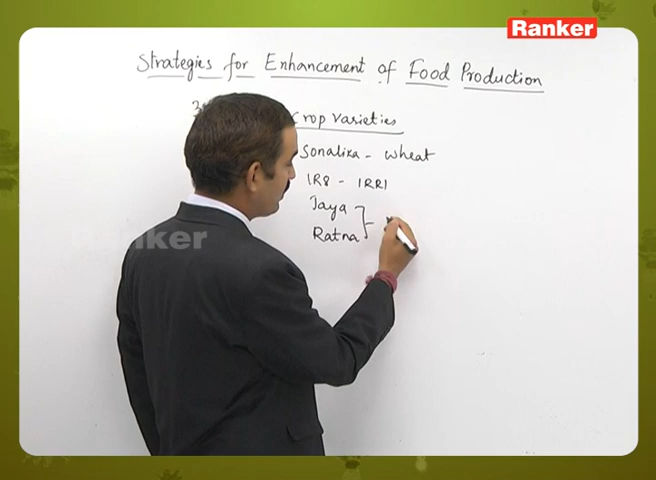 Ranker
Strategies for Enhancement of Food Production
Crop Varieties
Sonalika - Wheat
IR8 - IRRI
Jaya
Ratna